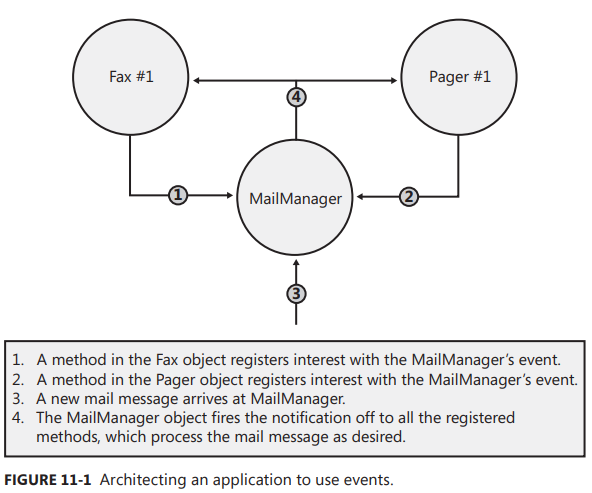 Fax #1
Pager #1
4
MailManager
1
2
3
1. A method in the Fax object registers interest with the MailManager’s event.
2. A method in the Pager object registers interest with the MailManager’s event.
3. A new mail message arrives at MailManager.
4. The MailManager object fires the notification off to all the registered
methods, which process the mail message as desired.
FIGURE 11-1 Architecting an application to use events.